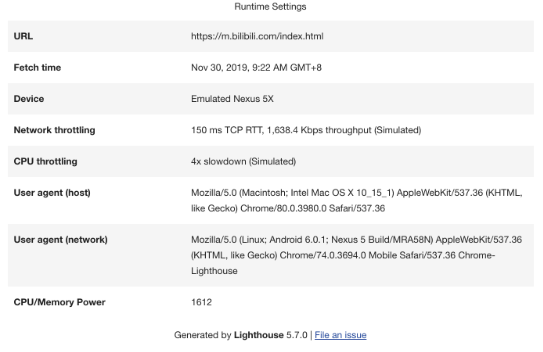 Runtime Settings
URL https://m.bilibili.com/index.html
Fetch time Nov 30, 2019, 9:22 AM GMT+8
Device Emulated Nexus 5X
Network throttling 150 ms TCP RTT, 1,638.4 Kbps throughput (Simulated)
CPU throttling 4x slowdown (Simulated)
User agent (host) Mozilla/5.0 (Macintosh; Intel Mac OS X 10_15_1) AppleWebKit/537.36 (KHTML,
like Gecko) Chrome/80.0.3980.0 Safari/537.36
User agent (network) Mozilla/5.0 (Linux; Android 6.0.1; Nexus 5 Build/MRA58N) AppleWebKit/537.36
(KHTML, like Gecko) Chrome/74.0.3694.0 Mobile Safari/537.36 Chrome-
Lighthouse
CPU/Memory Power 1612
Generated by Lighthouse 5.7.0 | File an issue